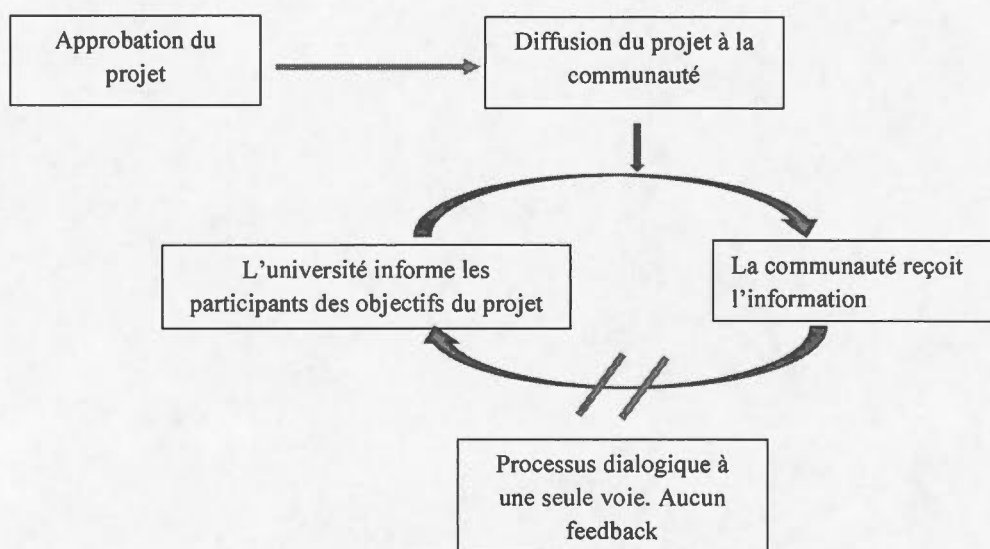 Approbation du
projet
Diffusion du projet à la
communauté
L'université informe les
participants des objectifs du projet
La communauté reçoit
l'information
Processus dialogique à
une seule voie. Aucun
feedback